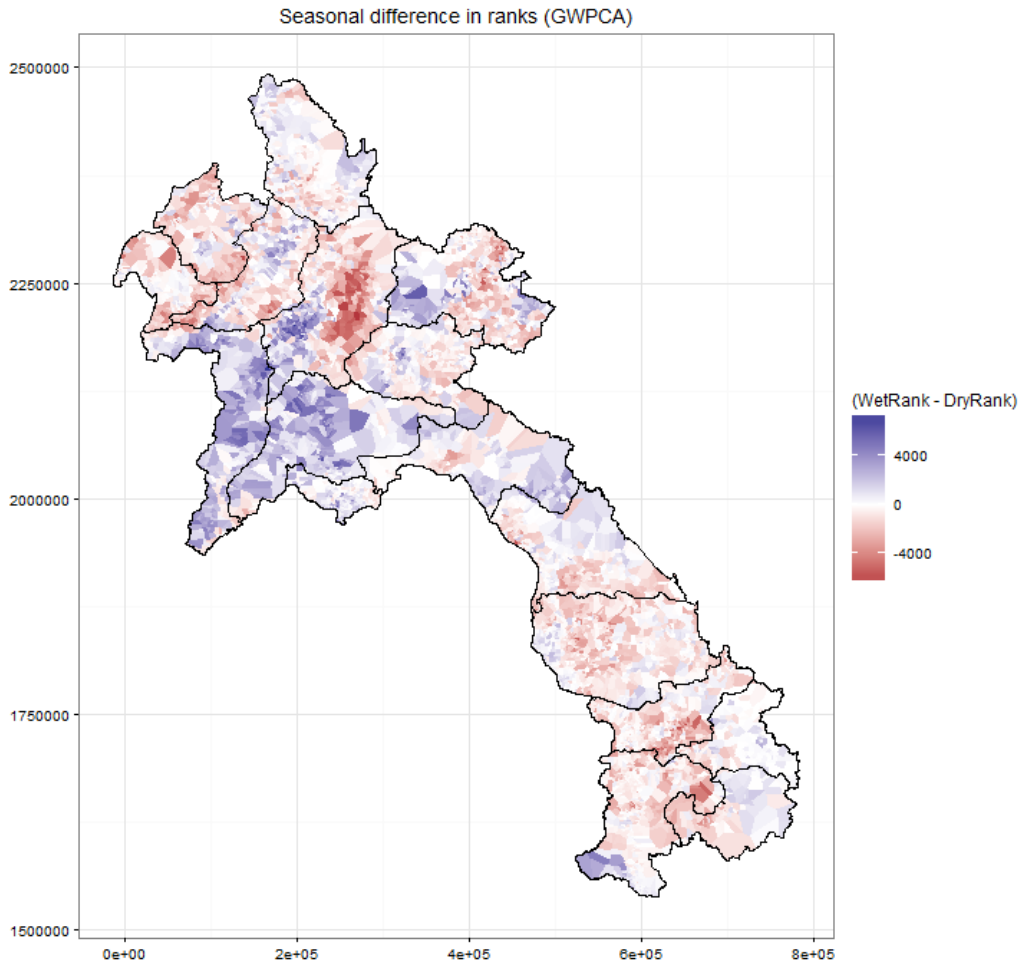 Seasonal difference in ranks (GWPCA)
2500000
2250000
2000000
1750000
1500000
0e+00
2e+05
4e+05
6e+05
8e+05
(WetRank - DryRank)
4000
0
-4000